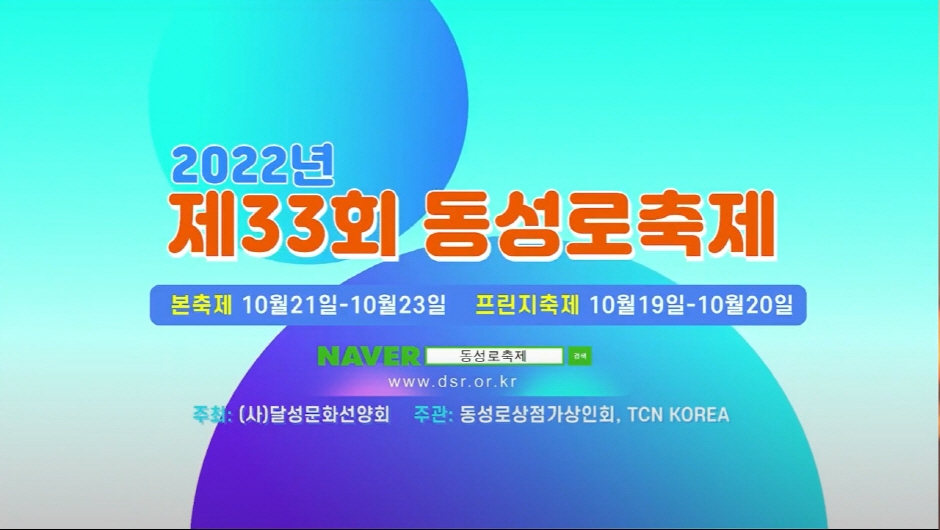 2022년
제33회 동성로축제
본축제 10월21일-10월23일 프린지축제 10월19일-10월20일
NAVER 동성로축제 검색
www.dsr.or.kr
주최: (사)달성문화선양회 주관: 동성로상점가상인회, TCN KOREA